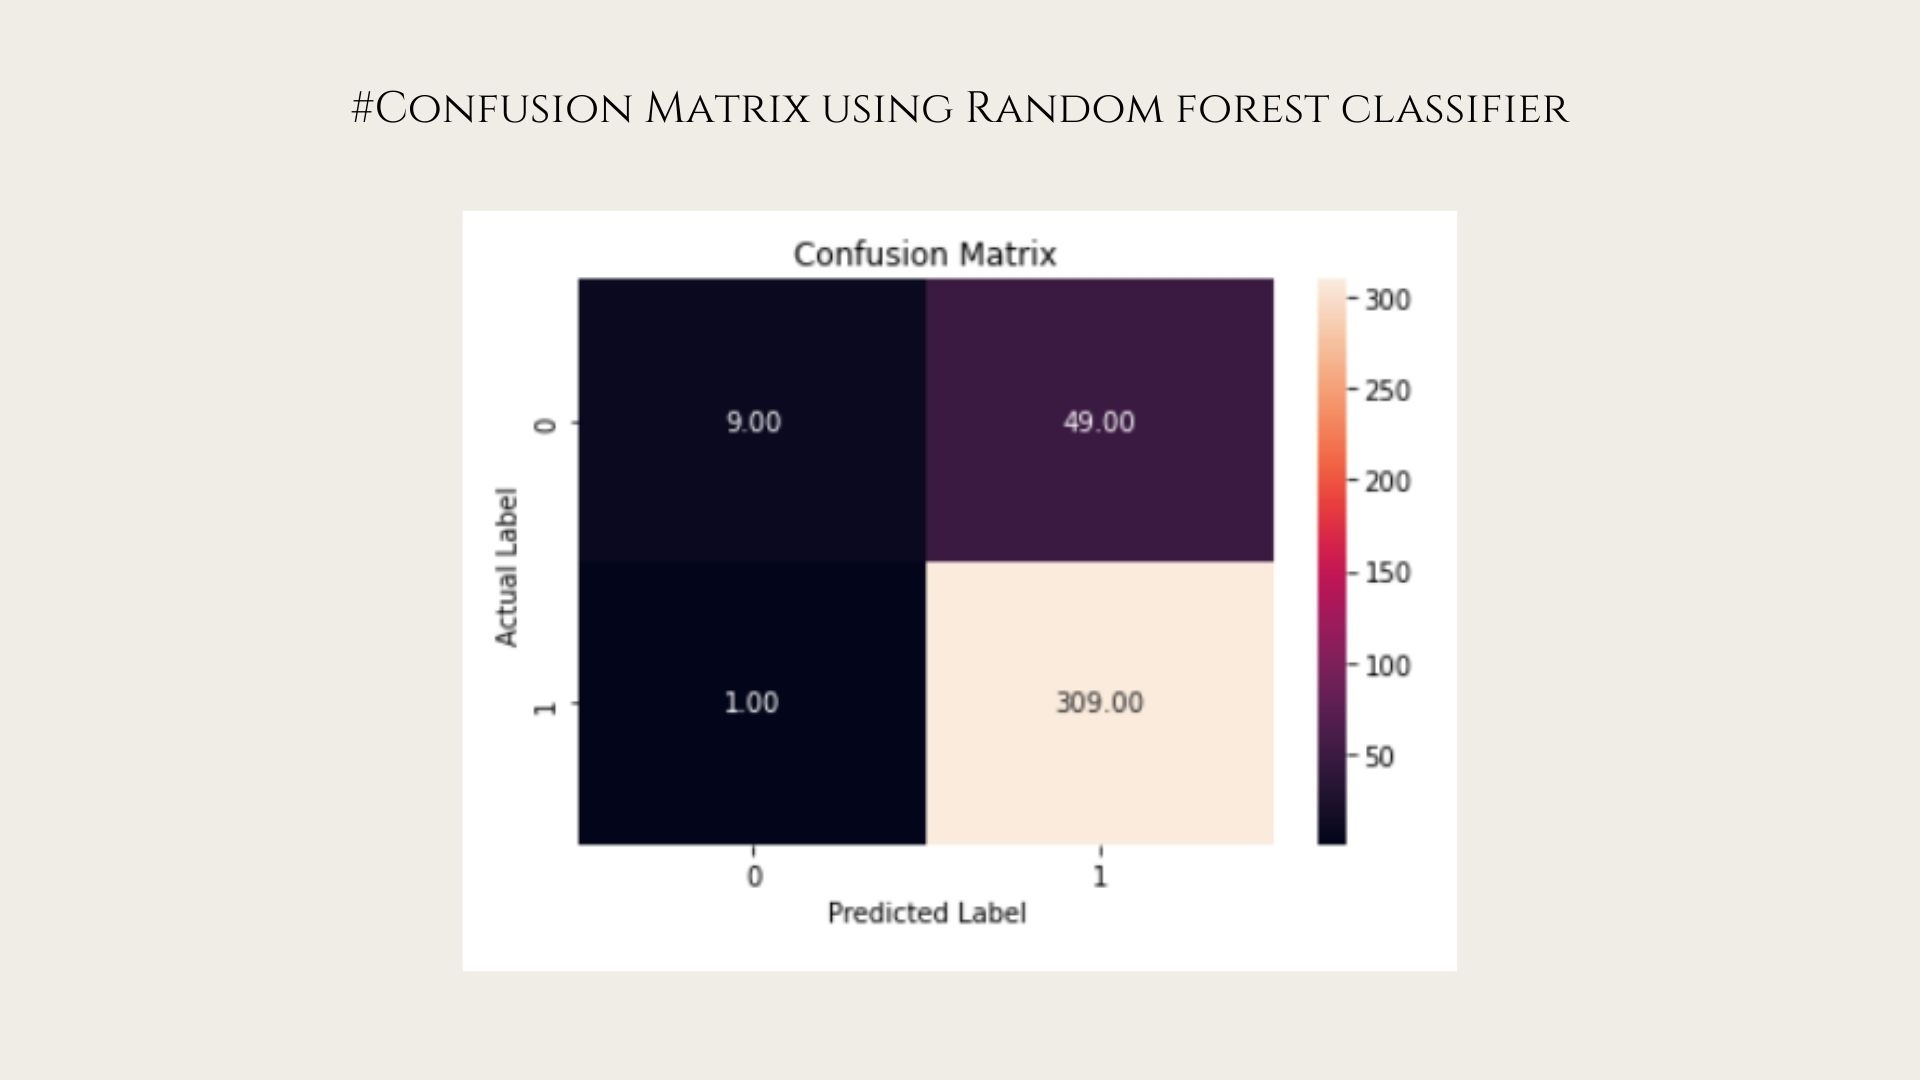 #Confusion Matrix using Random forest classifier
Confusion Matrix
300
250
200
150
100
50
0
9.00 49.00
Actual Label
1
1.00 309.00
0 1
Predicted Label